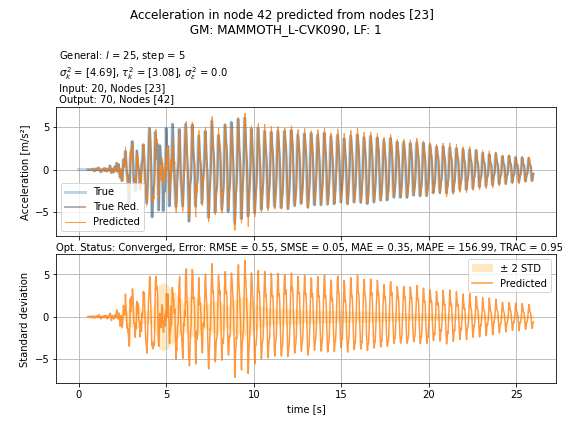 Acceleration in node 42 predicted from nodes [23]
GM: MAMMOTH_L-CVK090, LF: 1
General: l = 25, step = 5
σ²ₖ = [4.69], τ²ₖ = [3.08], σ²_ε = 0.0
Input: 20, Nodes [23]
Output: 70, Nodes [42]
Acceleration [m/s²]
5
0
−5
True
True Red.
Predicted
Opt. Status: Converged, Error: RMSE = 0.55, SMSE = 0.05, MAE = 0.35, MAPE = 156.99, TRAC = 0.95
Standard deviation
5
0
−5
± 2 STD
Predicted
0 5 10 15 20 25
time [s]